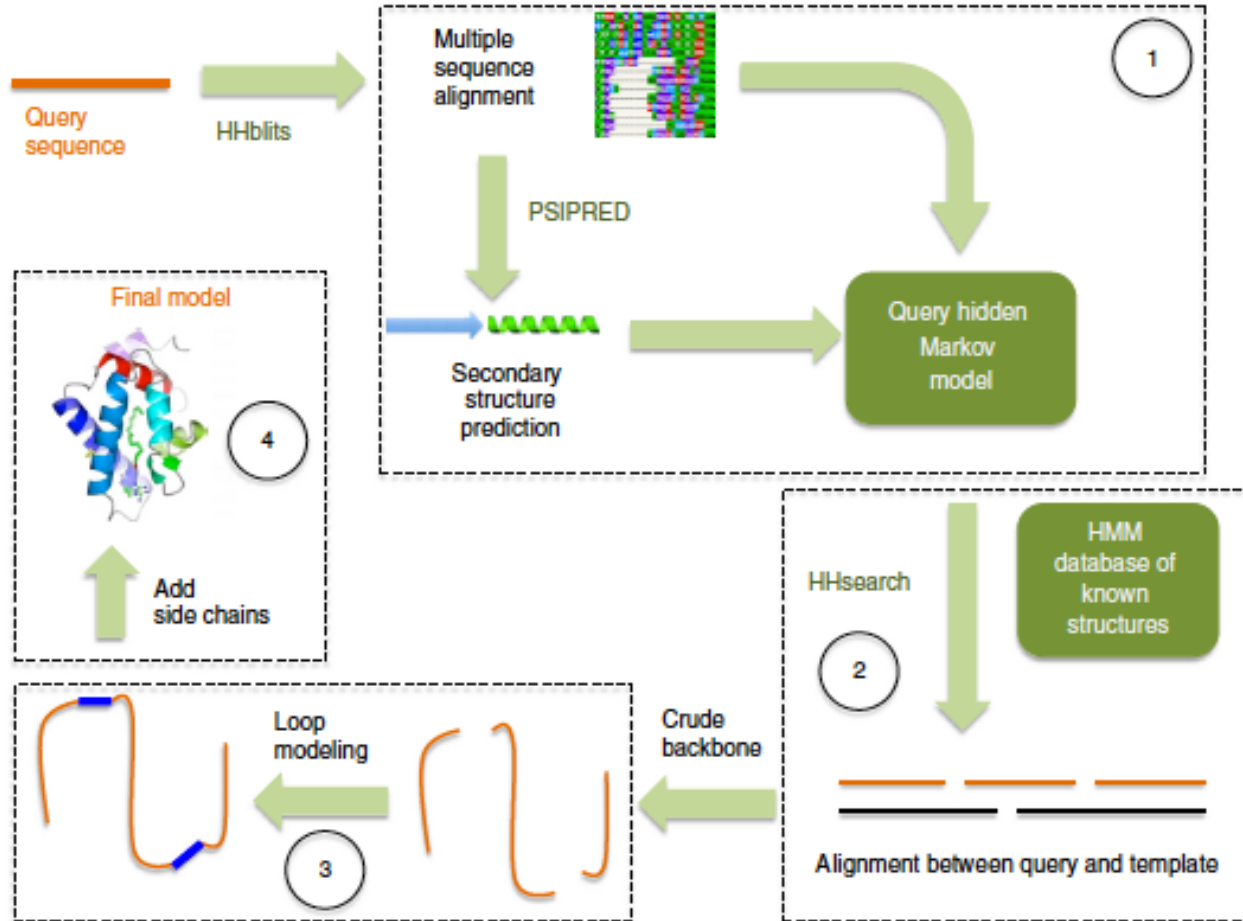 Query
sequence
HHblits
Multiple
sequence
alignment
1
PSIPRED
Secondary
structure
prediction
Query hidden
Markov
model
HHsearch
HMM
database of
known
structures
2
Alignment between query and template
Crude
backbone
Loop
modeling
3
Add
side chains
Final model
4